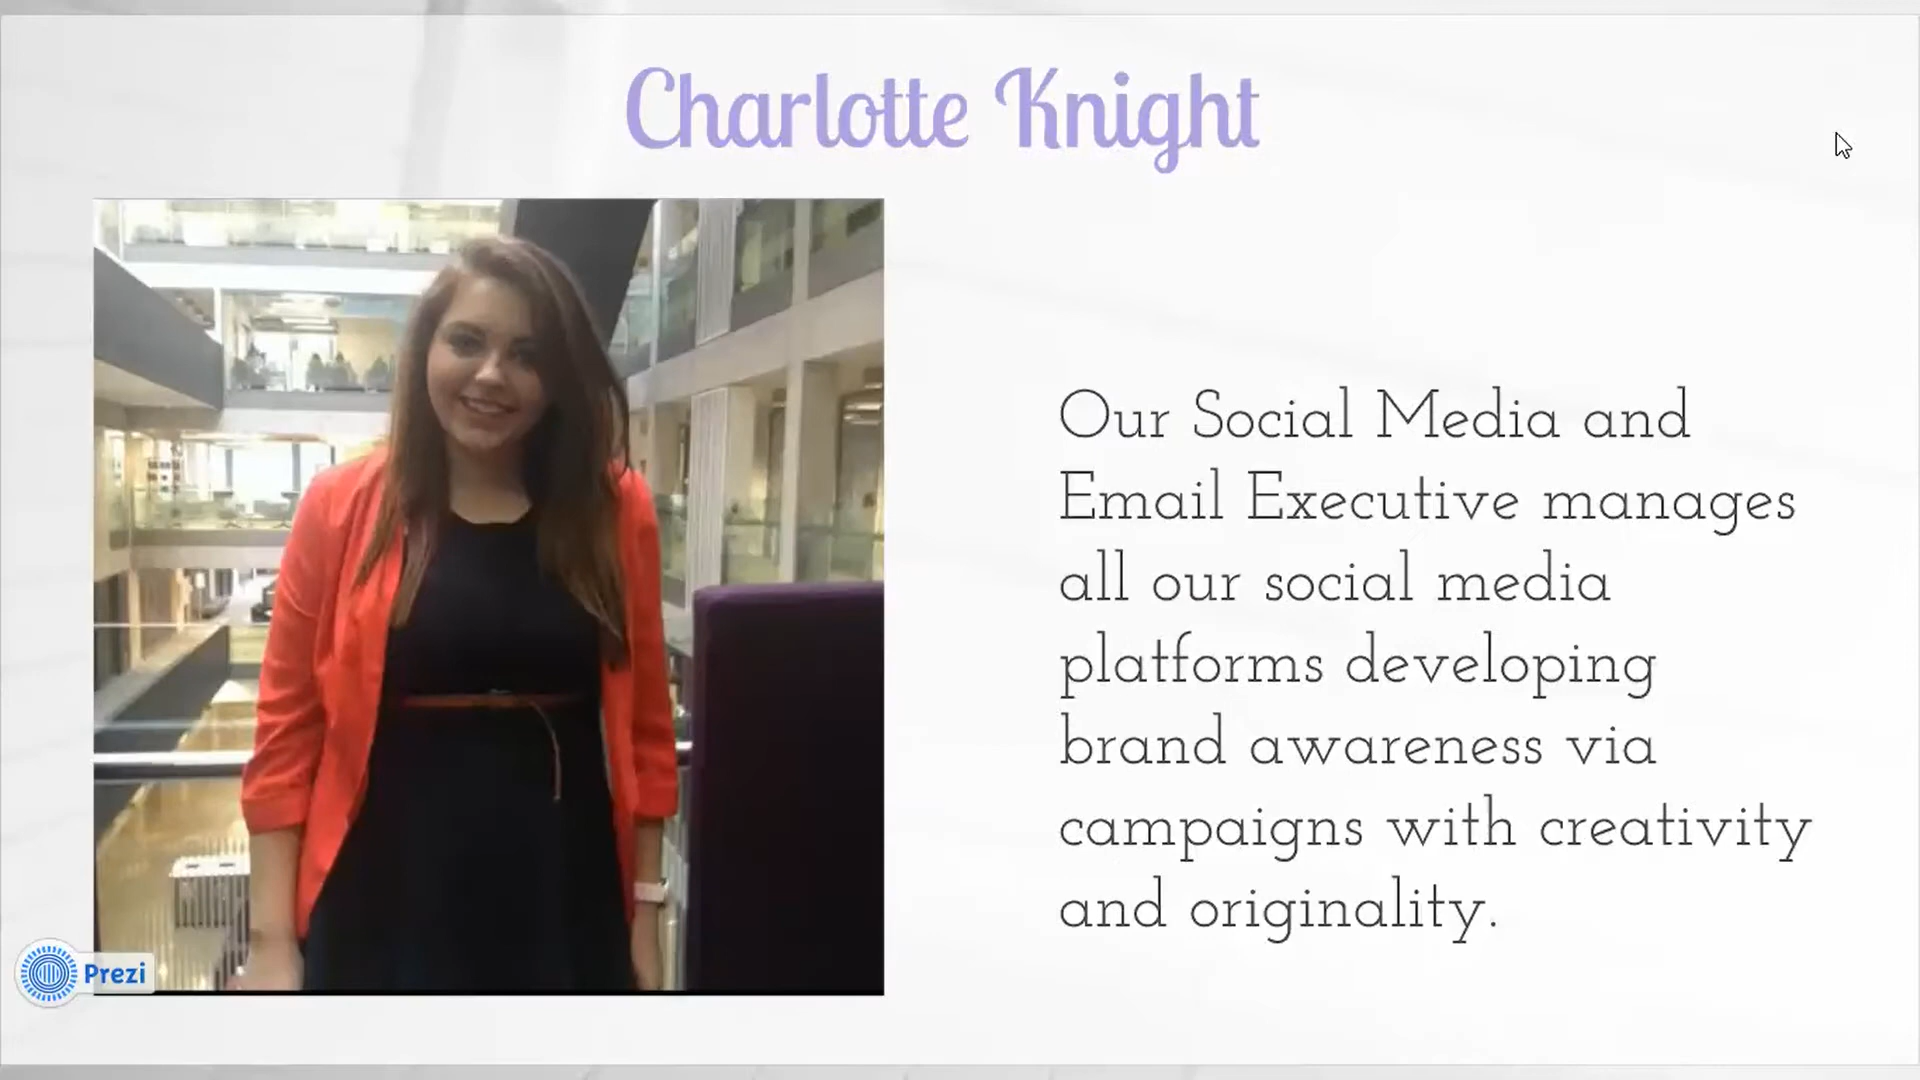 Charlotte Knight
Our Social Media and
Email Executive manages
all our social media
platforms developing
brand awareness via
campaigns with creativity
and originality.
Prezi